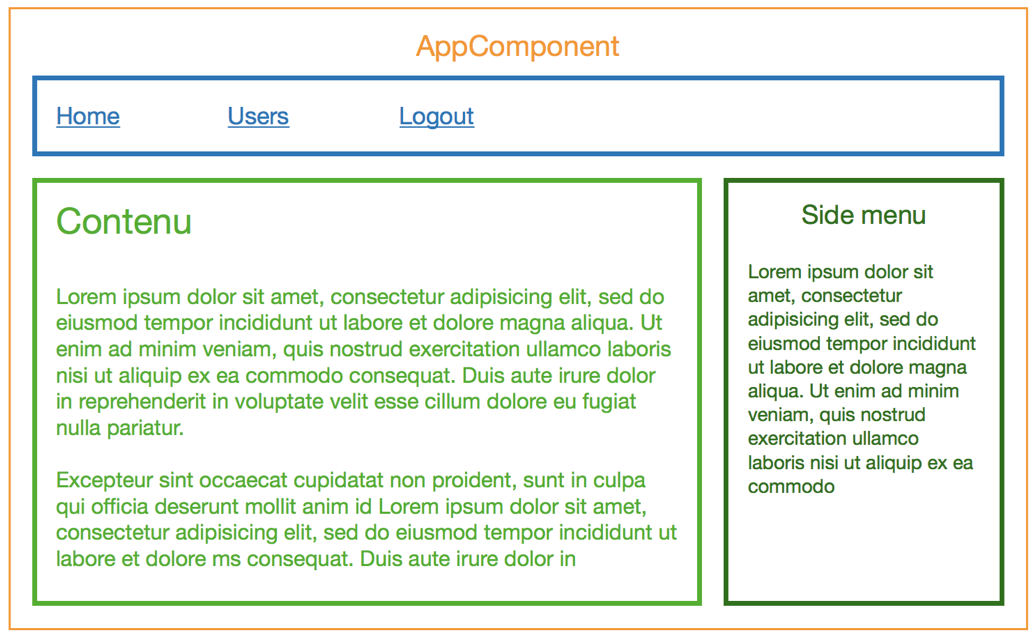 AppComponent
Home Users Logout
Contenu
Lorem ipsum dolor sit amet, consectetur adipisicing elit, sed do
eiusmod tempor incididunt ut labore et dolore magna aliqua. Ut
enim ad minim veniam, quis nostrud exercitation ullamco laboris
nisi ut aliquip ex ea commodo consequat. Duis aute irure dolor
in reprehenderit in voluptate velit esse cillum dolore eu fugiat
nulla pariatur.
Excepteur sint occaecat cupidatat non proident, sunt in culpa
qui officia deserunt mollit anim id Lorem ipsum dolor sit amet,
consectetur adipisicing elit, sed do eiusmod tempor incididunt ut
labore et dolore ms consequat. Duis aute irure dolor in
Side menu
Lorem ipsum dolor sit
amet, consectetur
adipisicing elit, sed do
eiusmod tempor incididunt
ut labore et dolore magna
aliqua. Ut enim ad minim
veniam, quis nostrud
exercitation ullamco
laboris nisi ut aliquip ex ea
commodo